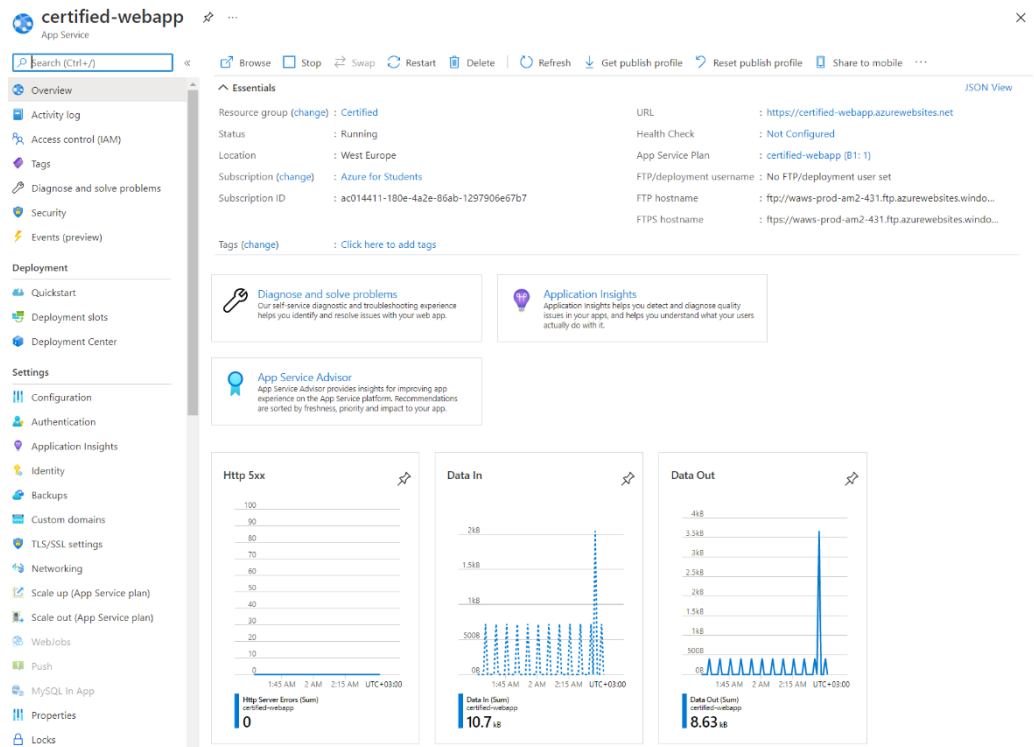 certified-webapp
App Service
Search (Ctrl+/)
Overview
Activity log
Access control (IAM)
Tags
Diagnose and solve problems
Security
Events (preview)
Deployment
Quickstart
Deployment slots
Deployment Center
Settings
Configuration
Authentication
Application Insights
Identity
Backups
Custom domains
TLS/SSL settings
Networking
Scale up (App Service plan)
Scale out (App Service plan)
WebJobs
Push
MySQL In App
Properties
Locks
Browse Stop Swap Restart Delete Refresh Get publish profile Reset publish profile Share to mobile ...
Essentials JSON View
Resource group (change) : Certified
Status : Running
Location : West Europe
Subscription (change) : Azure for Students
Subscription ID : ac014411-180e-4a2e-86ab-1297906e67b7
URL : https://certified-webapp.azurewebsites.net
Health Check : Not Configured
App Service Plan : certified-webapp (B1: 1)
FTP/deployment username : No FTP/deployment user set
FTP hostname : ftp://waws-prod-am2-431.ftp.azurewebsites.windo...
FTPS hostname : ftps://waws-prod-am2-431.ftp.azurewebsites.windo...
Tags (change) : Click here to add tags
Diagnose and solve problems
Our self-service diagnostic and troubleshooting experience
helps you identify and resolve issues with your web app.
Application Insights
Application Insights helps you detect and diagnose quality
issues in your apps, and helps you understand what your users
actually do with it.
App Service Advisor
App Service Advisor provides insights for improving app
experience on the App Service platform. Recommendations
are sorted by freshness, priority and impact to your app.
Http 5xx
100
90
80
70
60
50
40
30
20
10
0
1:45 AM 2 AM 2:15 AM UTC+03:00
Http Server Errors (Sum)
certified-webapp
0
Data In
2kB
1.5kB
1kB
500B
0B
1:45 AM 2 AM 2:15 AM UTC+03:00
Data In (Sum)
certified-webapp
10.7 kB
Data Out
4kB
3.5kB
3kB
2.5kB
2kB
1.5kB
1kB
500B
0B
1:45 AM 2 AM 2:15 AM UTC+03:00
Data Out (Sum)
certified-webapp
8.63 kB